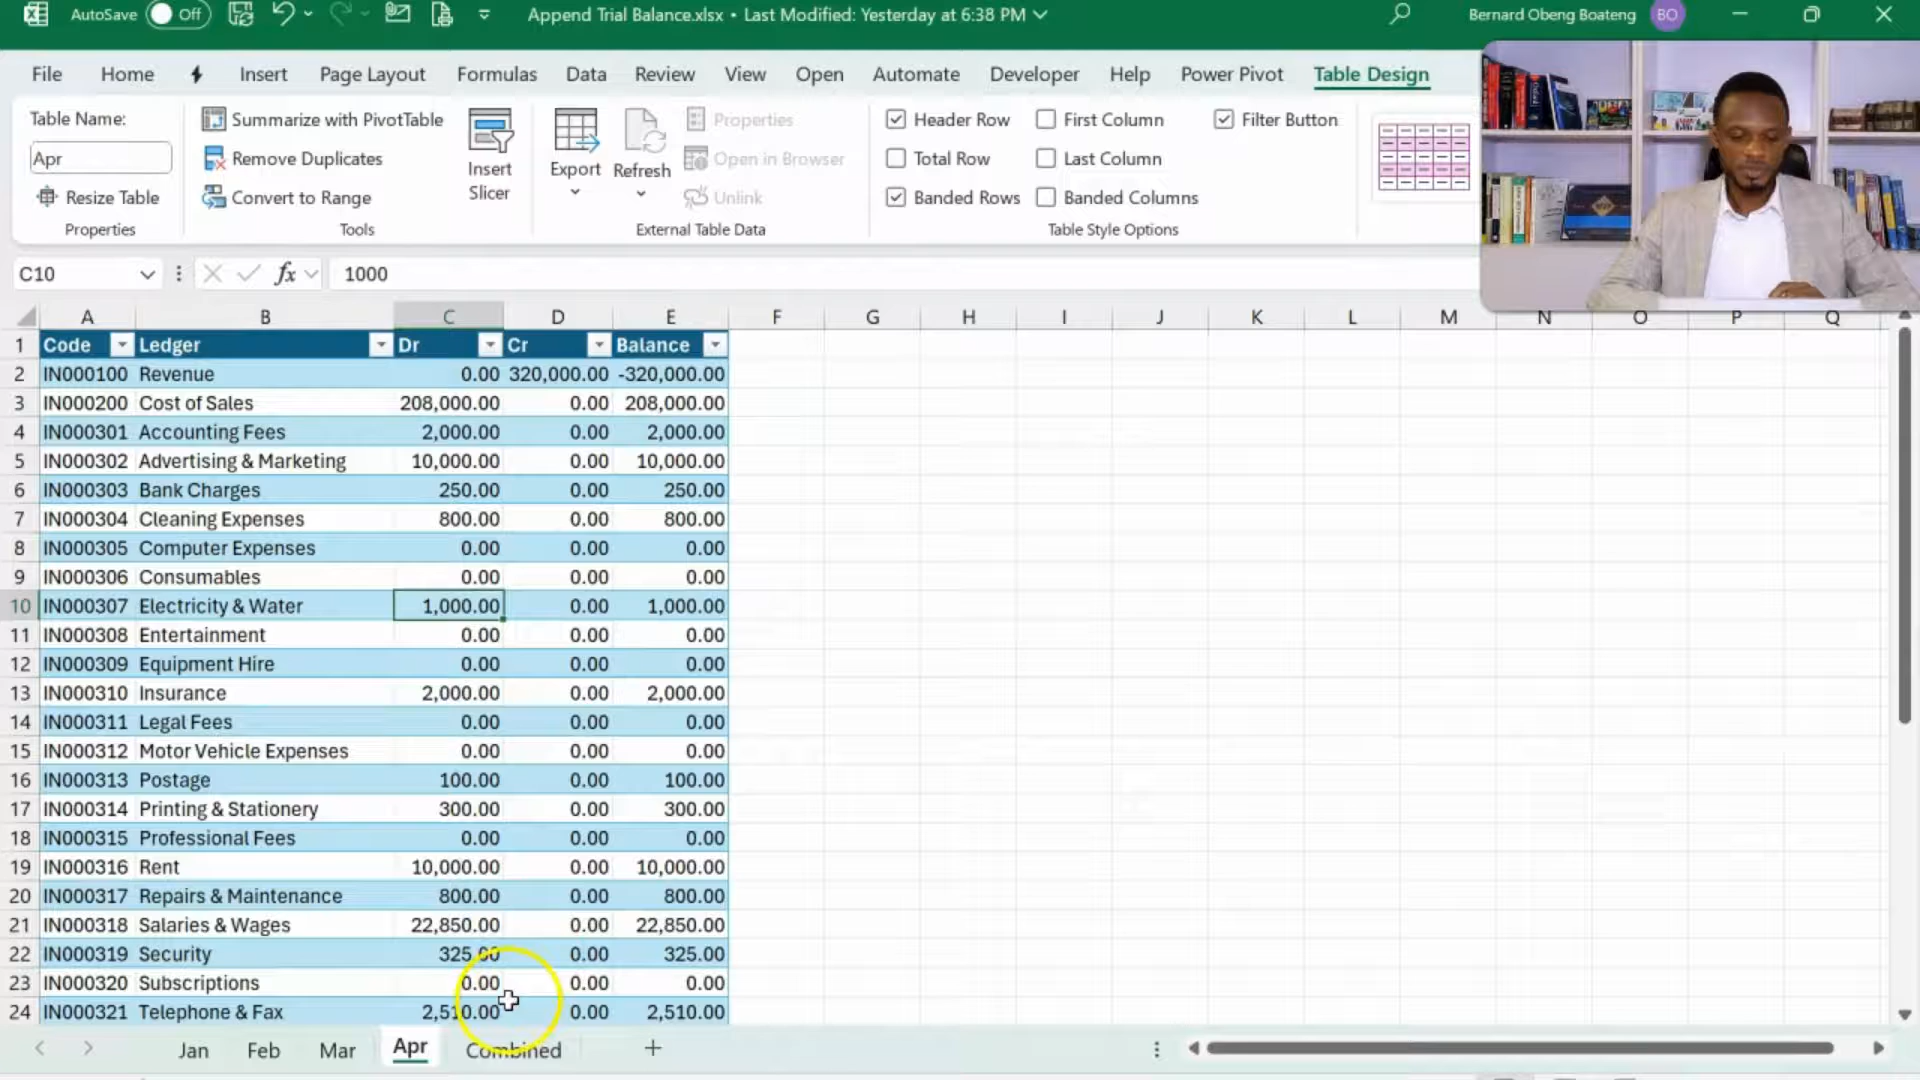 AutoSave Off Append Trial Balance.xlsx • Last Modified: Yesterday at 6:38 PM Bernard Obeng Boateng BO
File Home Insert Page Layout Formulas Data Review View Open Automate Developer Help Power Pivot Table Design
Table Name:
Apr
Resize Table
Properties
Summarize with PivotTable
Remove Duplicates
Convert to Range
Tools
Insert
Slicer
Export
Refresh
Properties
Open in Browser
Unlink
External Table Data
Header Row First Column Filter Button
Total Row Last Column
Banded Rows Banded Columns
Table Style Options
C10 fx 1000
A B C D E F G H I J K L M N O P Q
1 Code Ledger Dr Cr Balance
2 IN000100 Revenue 0.00 320,000.00 -320,000.00
3 IN000200 Cost of Sales 208,000.00 0.00 208,000.00
4 IN000301 Accounting Fees 2,000.00 0.00 2,000.00
5 IN000302 Advertising & Marketing 10,000.00 0.00 10,000.00
6 IN000303 Bank Charges 250.00 0.00 250.00
7 IN000304 Cleaning Expenses 800.00 0.00 800.00
8 IN000305 Computer Expenses 0.00 0.00 0.00
9 IN000306 Consumables 0.00 0.00 0.00
10 IN000307 Electricity & Water 1,000.00 0.00 1,000.00
11 IN000308 Entertainment 0.00 0.00 0.00
12 IN000309 Equipment Hire 0.00 0.00 0.00
13 IN000310 Insurance 2,000.00 0.00 2,000.00
14 IN000311 Legal Fees 0.00 0.00 0.00
15 IN000312 Motor Vehicle Expenses 0.00 0.00 0.00
16 IN000313 Postage 100.00 0.00 100.00
17 IN000314 Printing & Stationery 300.00 0.00 300.00
18 IN000315 Professional Fees 0.00 0.00 0.00
19 IN000316 Rent 10,000.00 0.00 10,000.00
20 IN000317 Repairs & Maintenance 800.00 0.00 800.00
21 IN000318 Salaries & Wages 22,850.00 0.00 22,850.00
22 IN000319 Security 325.00 0.00 325.00
23 IN000320 Subscriptions 0.00 0.00 0.00
24 IN000321 Telephone & Fax 2,510.00 0.00 2,510.00
Jan Feb Mar Apr Combined